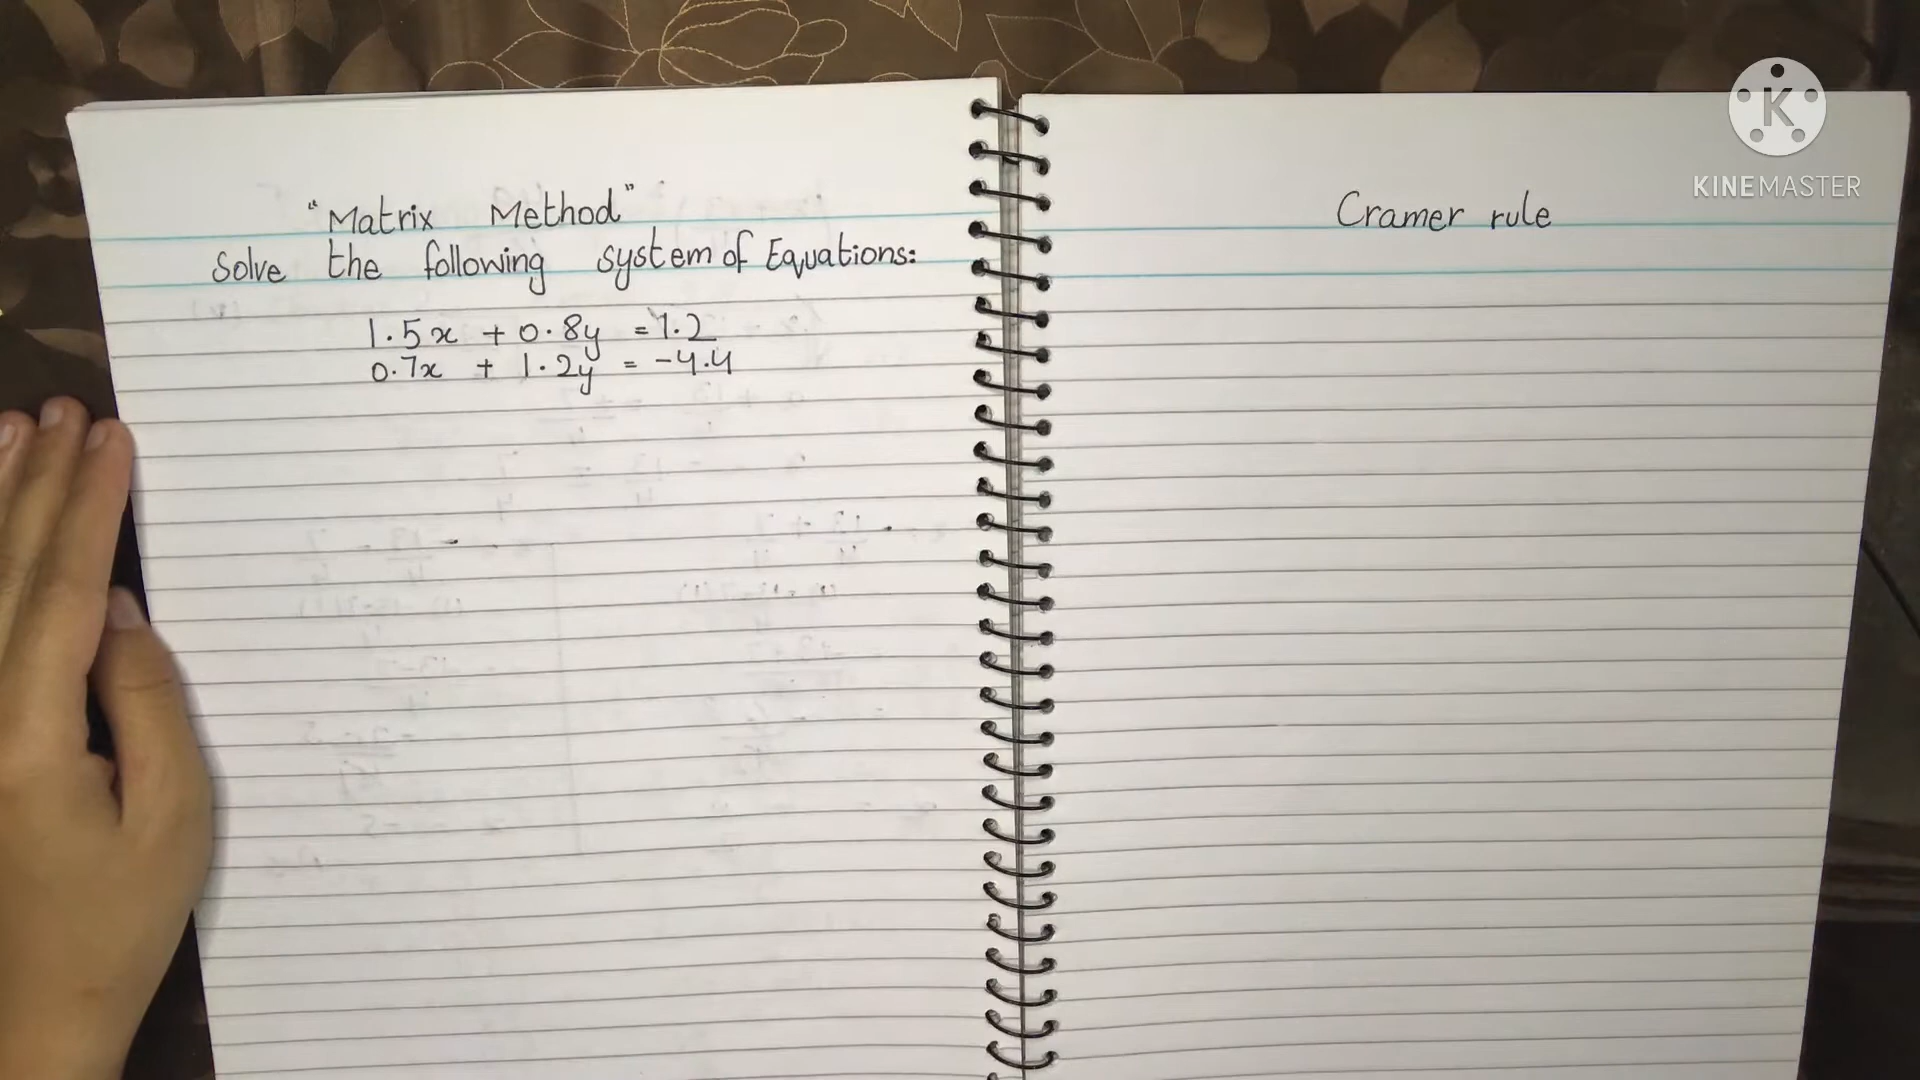 "Matrix Method"
Solve the following system of Equations:
1.5x + 0.8y = 1.2
0.7x + 1.2y = -4.4
Cramer rule
K
KINEMASTER